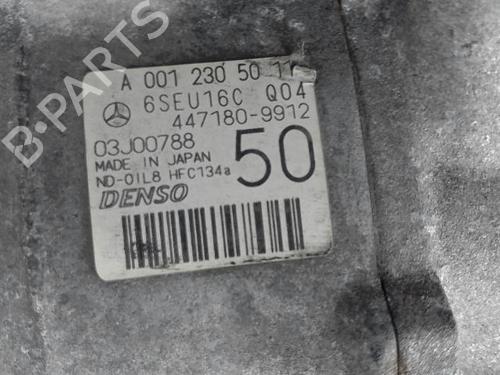 B-PARTS
A 001 230 50 11
6SEU16C Q04
447180-9912
03J00788
MADE IN JAPAN
ND-OIL8 HFC134a
50
DENSO